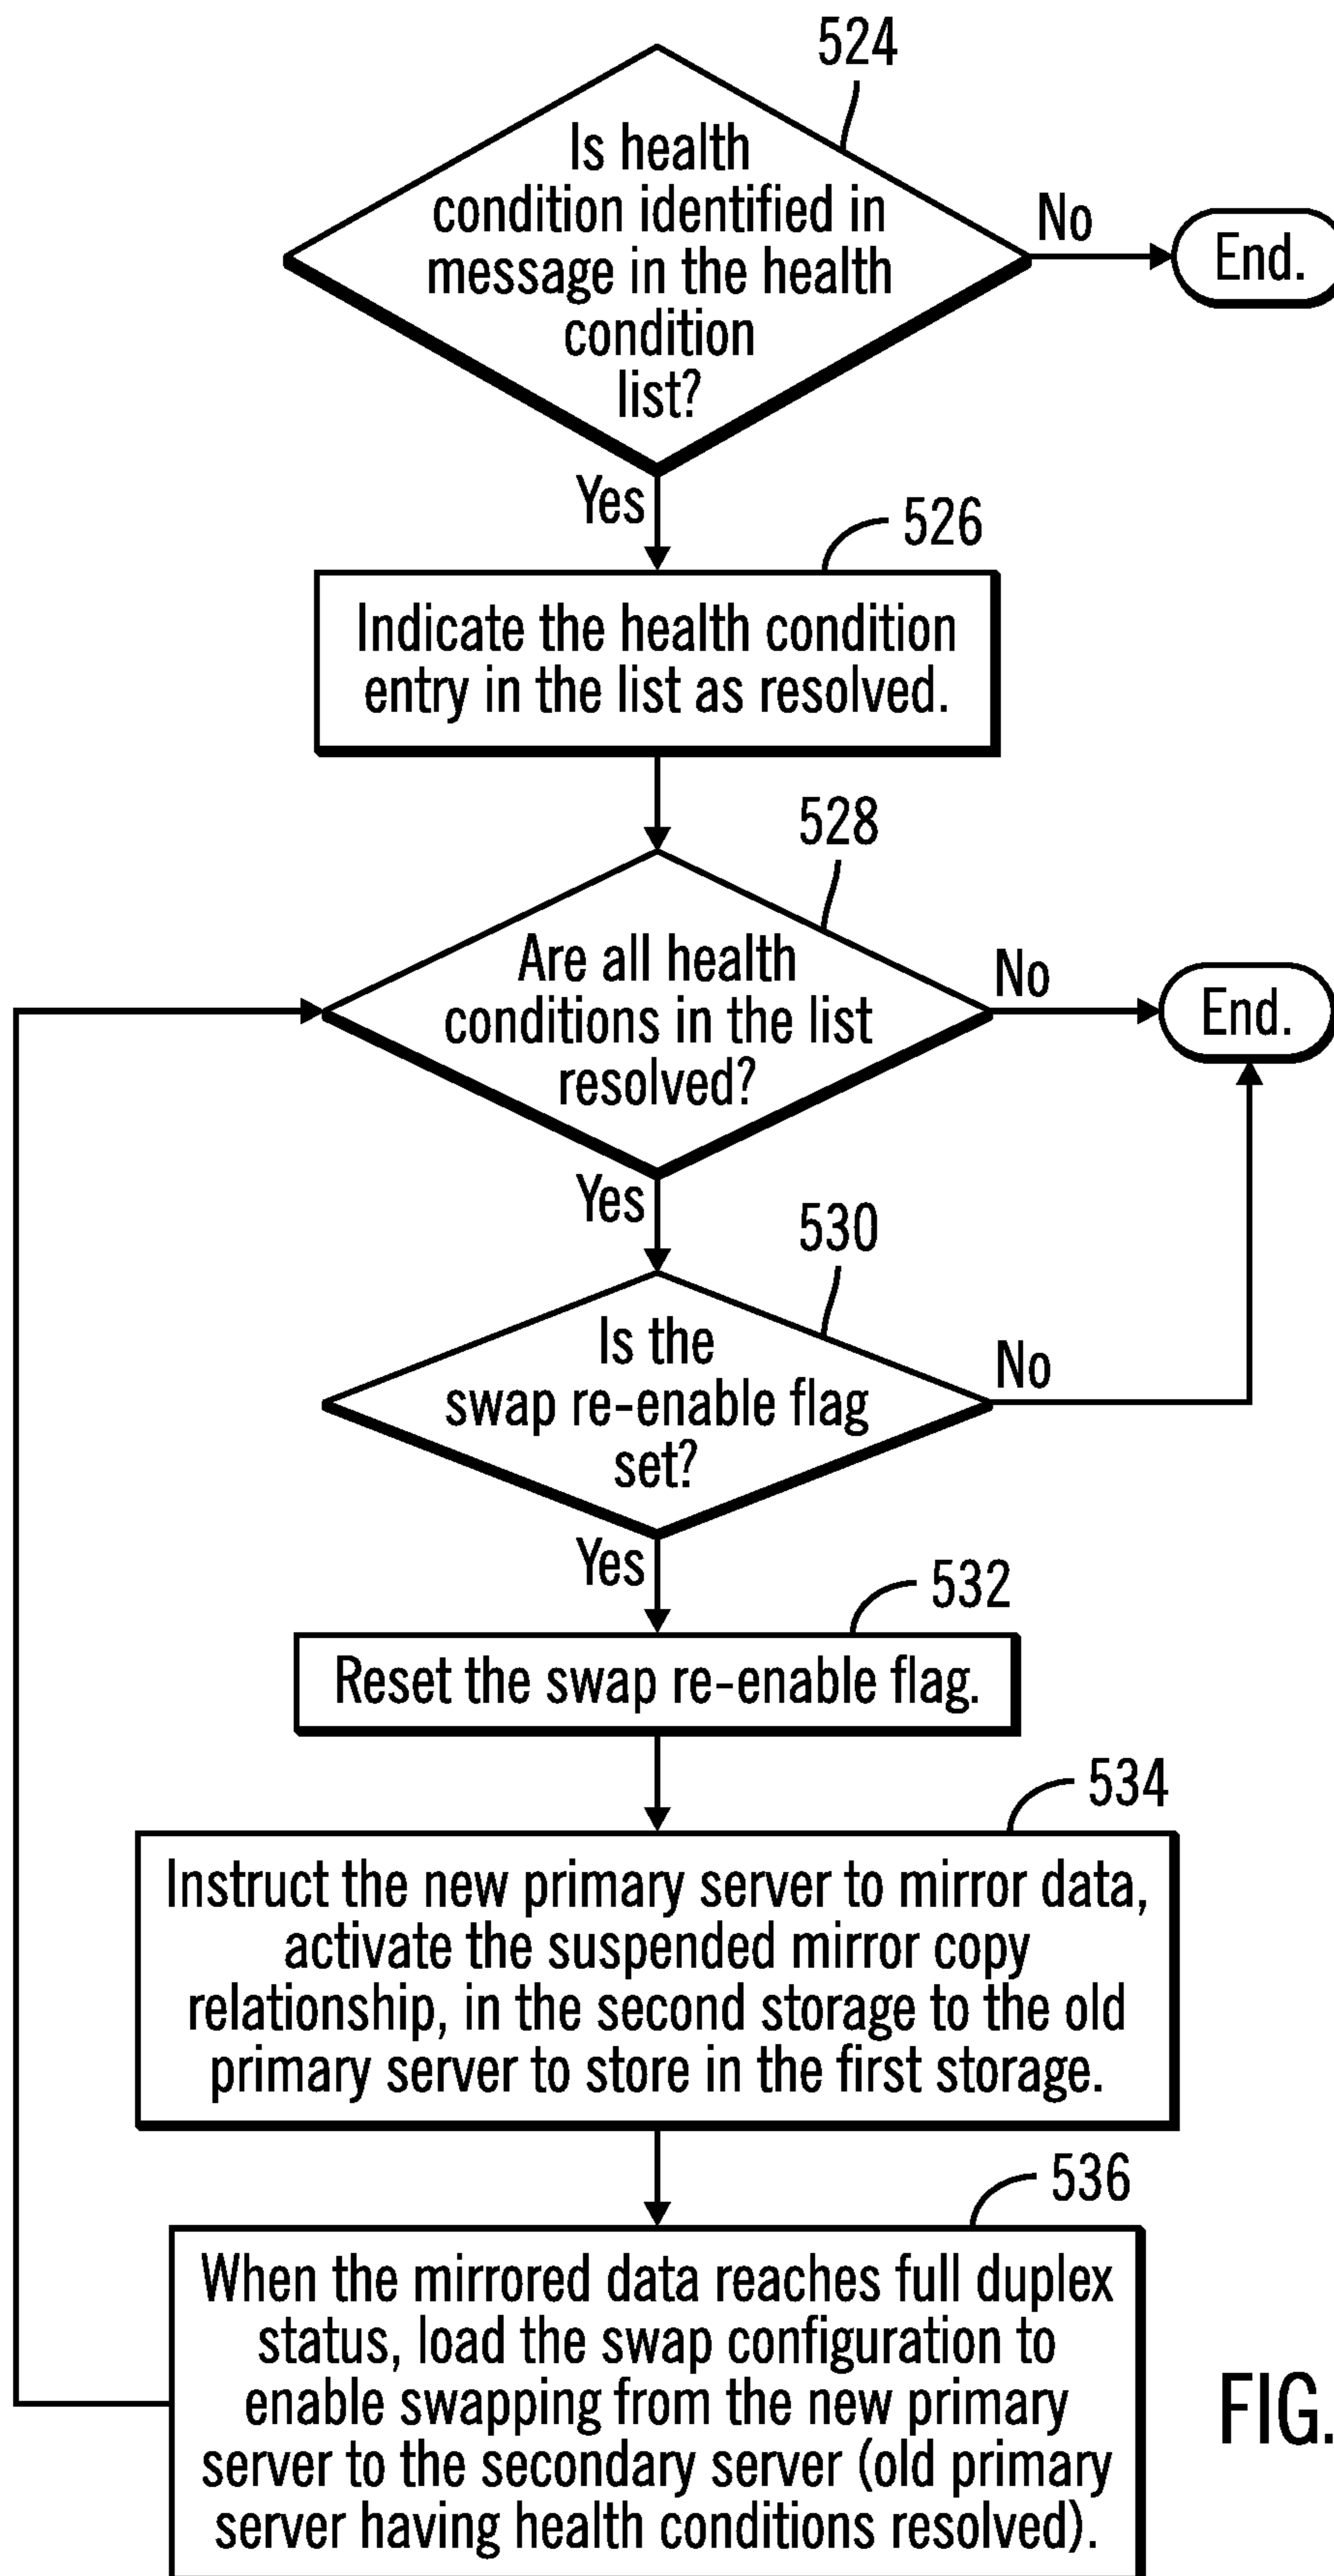 524
Is health
condition identified in
message in the health
condition
list?
No
End.
Yes
526
Indicate the health condition
entry in the list as resolved.
528
Are all health
conditions in the list
resolved?
No
End.
Yes
530
Is the
swap re-enable flag
set?
No
Yes
532
Reset the swap re-enable flag.
534
Instruct the new primary server to mirror data,
activate the suspended mirror copy
relationship, in the second storage to the old
primary server to store in the first storage.
536
When the mirrored data reaches full duplex
status, load the swap configuration to
enable swapping from the new primary
server to the secondary server (old primary
server having health conditions resolved).
FIG.